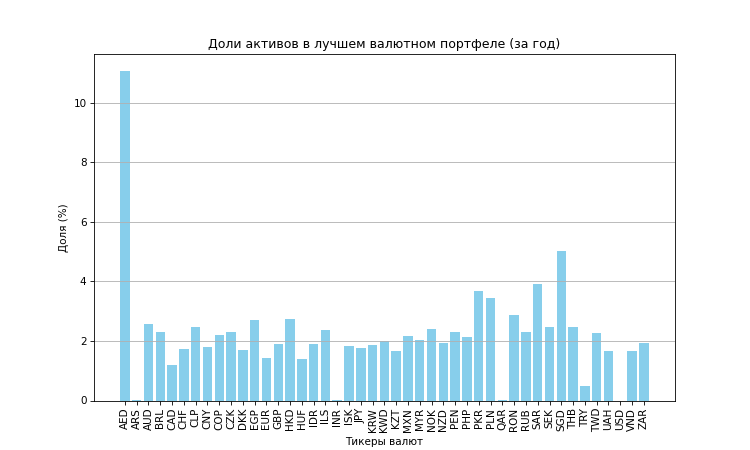 Доли активов в лучшем валютном портфеле (за год)
Доля (%)
10
8
6
4
2
0
AED ARS AUD BRL CAD CHF CLP CNY COP CZK DKK EGP EUR GBP HKD HUF IDR ILS INR ISK JPY KRW KWD KZT MXN MYR NOK NZD PEN PHP PKR PLN QAR RON RUB SAR SEK SGD THB TRY TWD UAH USD VND ZAR
Тикеры валют